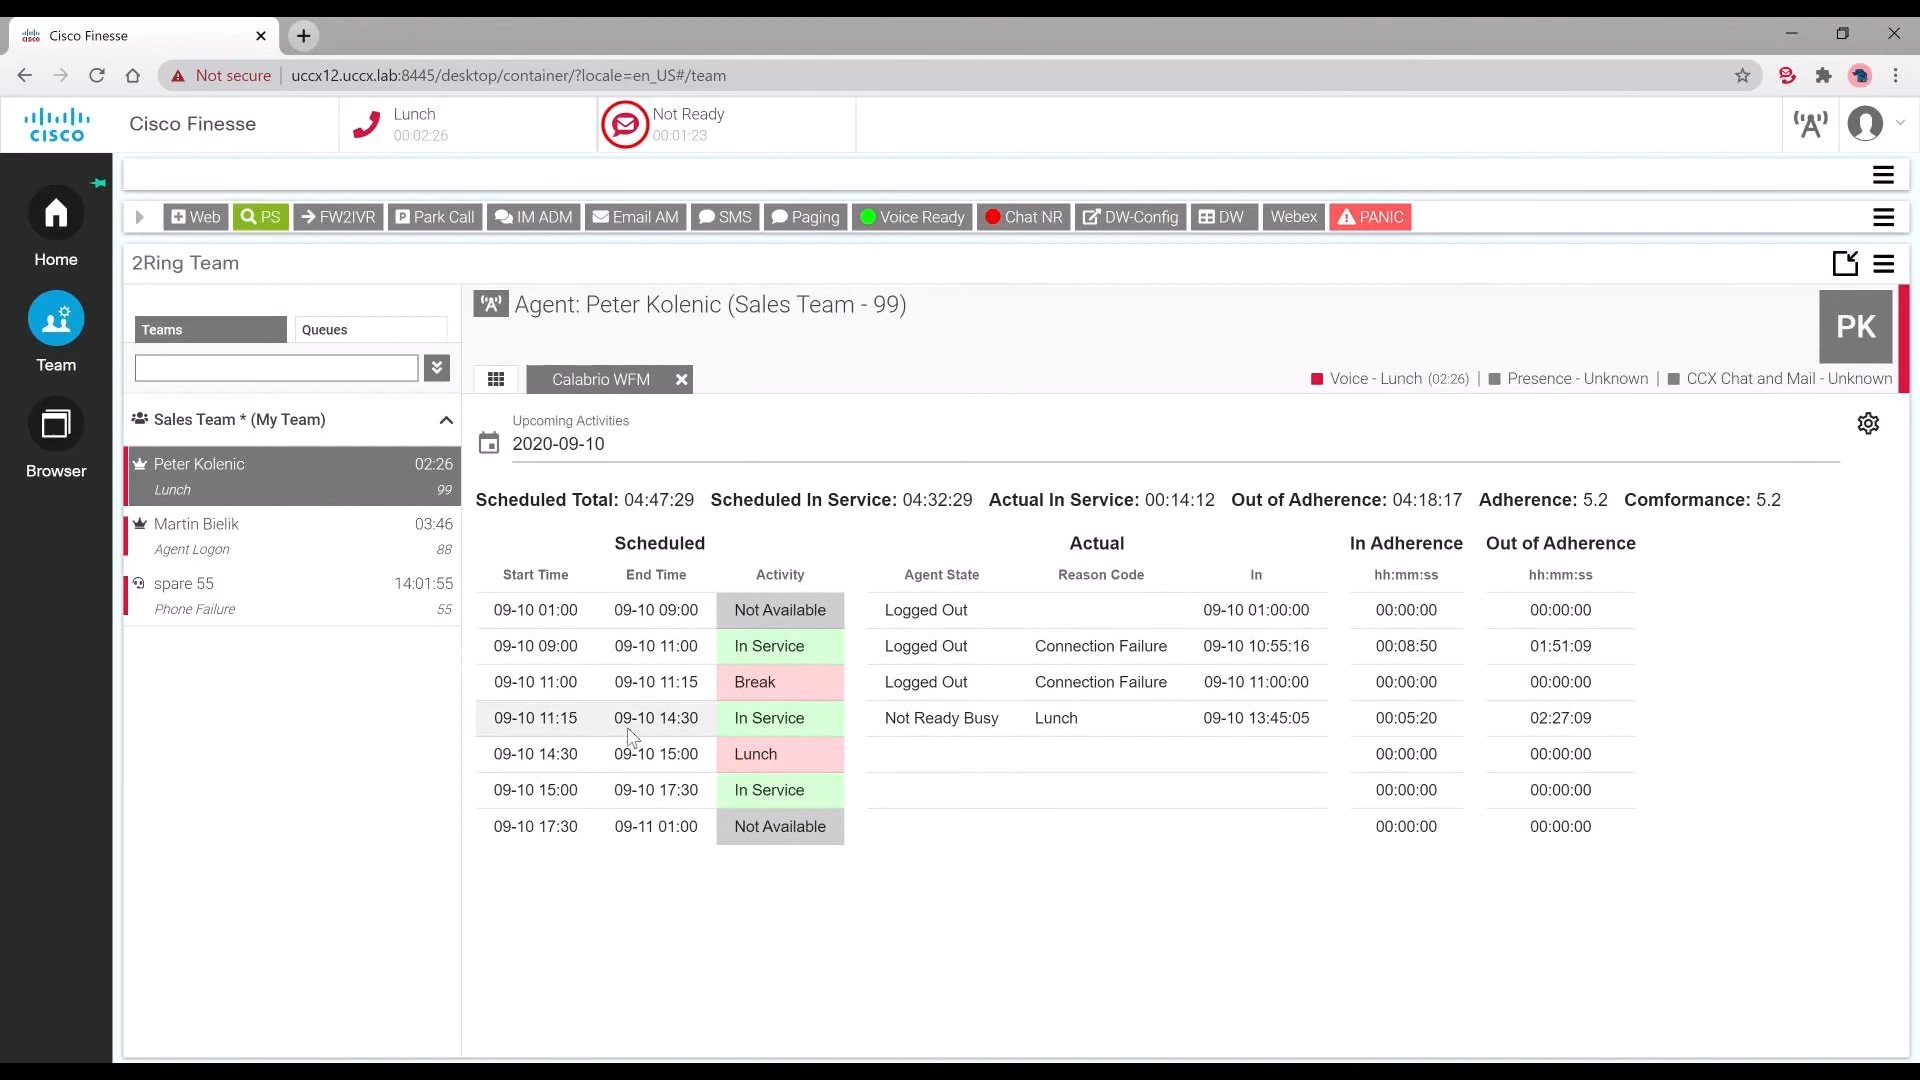 Cisco Finesse
Not secure
uccx12.uccx.lab:8445/desktop/container/?locale=en_US#/team
CISCO
Cisco Finesse
Lunch
00:02:26
Not Ready
00:01:23
Web
PS
FW2IVR
Park Call
IM ADM
Email AM
SMS
Paging
Voice Ready
Chat NR
DW-Config
DW
Webex
PANIC
Home
Team
Browser
2Ring Team
Teams
Queues
Sales Team * (My Team)
Peter Kolenic 02:26
Lunch 99
Martin Bielik 03:46
Agent Logon 88
spare 55 14:01:55
Phone Failure 55
Agent: Peter Kolenic (Sales Team - 99)
PK
Calabrio WFM
Voice - Lunch (02:26) | Presence - Unknown | CCX Chat and Mail - Unknown
Upcoming Activities
2020-09-10
Scheduled Total: 04:47:29 Scheduled In Service: 04:32:29 Actual In Service: 00:14:12 Out of Adherence: 04:18:17 Adherence: 5.2 Comformance: 5.2
Scheduled Actual In Adherence Out of Adherence
Start Time End Time Activity Agent State Reason Code In hh:mm:ss hh:mm:ss
09-10 01:00 09-10 09:00 Not Available Logged Out 09-10 01:00:00 00:00:00 00:00:00
09-10 09:00 09-10 11:00 In Service Logged Out Connection Failure 09-10 10:55:16 00:08:50 01:51:09
09-10 11:00 09-10 11:15 Break Logged Out Connection Failure 09-10 11:00:00 00:00:00 00:00:00
09-10 11:15 09-10 14:30 In Service Not Ready Busy Lunch 09-10 13:45:05 00:05:20 02:27:09
09-10 14:30 09-10 15:00 Lunch 00:00:00 00:00:00
09-10 15:00 09-10 17:30 In Service 00:00:00 00:00:00
09-10 17:30 09-11 01:00 Not Available 00:00:00 00:00:00